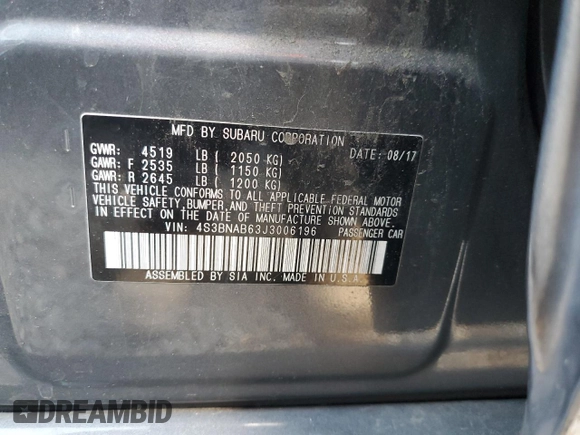 MFD BY SUBARU CORPORATION DATE: 08/17
GVWR: 4519 LB ( 2050 KG)
GAWR: F 2535 LB ( 1150 KG)
GAWR: R 2645 LB ( 1200 KG)
THIS VEHICLE CONFORMS TO ALL APPLICABLE FEDERAL MOTOR
VEHICLE SAFETY, BUMPER, AND THEFT PREVENTION STANDARDS
IN EFFECT ON THE DATE OF MANUFACTURE SHOWN ABOVE.
VIN: 4S3BNAB63J3006196 PASSENGER CAR
ASSEMBLED BY SIA INC. MADE IN U.S.A.
DREAMBID